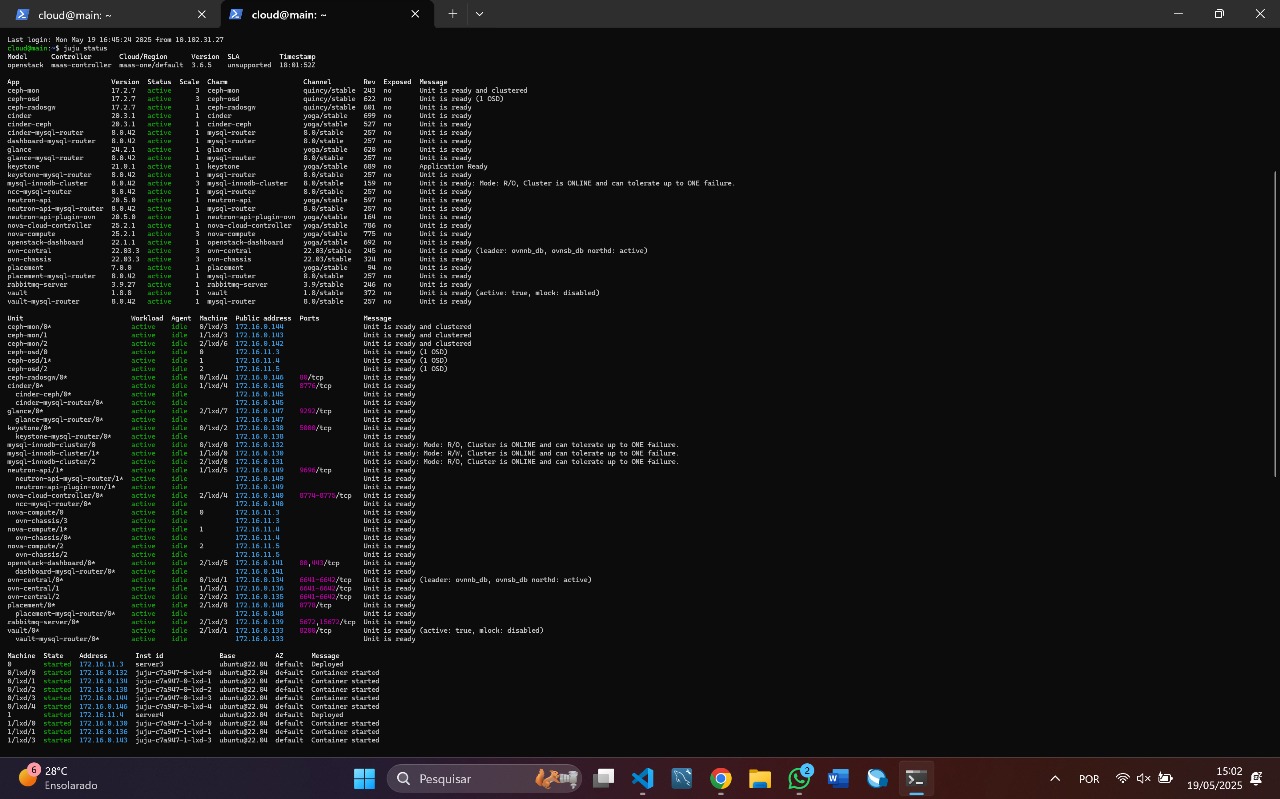 cloud@main: ~
cloud@main: ~
Last login: Mon May 19 16:45:24 2025 from 10.102.31.27
cloud@main:~$ juju status
Model Controller Cloud/Region Version SLA Timestamp
openstack maas-controller maas-one/default 3.6.5 unsupported 18:01:52Z
App Version Status Scale Charm Channel Rev Exposed Message
ceph-mon 17.2.7 active 3 ceph-mon quincy/stable 243 no Unit is ready and clustered
ceph-osd 17.2.7 active 3 ceph-osd quincy/stable 622 no Unit is ready (1 OSD)
ceph-radosgw 17.2.7 active 1 ceph-radosgw quincy/stable 601 no Unit is ready
cinder 20.3.1 active 1 cinder yoga/stable 699 no Unit is ready
cinder-ceph 20.3.1 active 1 cinder-ceph yoga/stable 527 no Unit is ready
cinder-mysql-router 8.0.42 active 1 mysql-router 8.0/stable 257 no Unit is ready
dashboard-mysql-router 8.0.42 active 1 mysql-router 8.0/stable 257 no Unit is ready
glance 24.2.1 active 1 glance yoga/stable 620 no Unit is ready
glance-mysql-router 8.0.42 active 1 mysql-router 8.0/stable 257 no Unit is ready
keystone 21.0.1 active 1 keystone yoga/stable 689 no Application Ready
keystone-mysql-router 8.0.42 active 1 mysql-router 8.0/stable 257 no Unit is ready
mysql-innodb-cluster 8.0.42 active 3 mysql-innodb-cluster 8.0/stable 159 no Unit is ready: Mode: R/O, Cluster is ONLINE and can tolerate up to ONE failure.
ncc-mysql-router 8.0.42 active 1 mysql-router 8.0/stable 257 no Unit is ready
neutron-api 20.5.0 active 1 neutron-api yoga/stable 597 no Unit is ready
neutron-api-mysql-router 8.0.42 active 1 mysql-router 8.0/stable 257 no Unit is ready
neutron-api-plugin-ovn 20.5.0 active 1 neutron-api-plugin-ovn yoga/stable 164 no Unit is ready
nova-cloud-controller 25.2.1 active 1 nova-cloud-controller yoga/stable 786 no Unit is ready
nova-compute 25.2.1 active 3 nova-compute yoga/stable 775 no Unit is ready
openstack-dashboard 22.1.1 active 1 openstack-dashboard yoga/stable 692 no Unit is ready
ovn-central 22.03.3 active 3 ovn-central 22.03/stable 245 no Unit is ready (leader: ovnnb_db, ovnsb_db northd: active)
ovn-chassis 22.03.3 active 3 ovn-chassis 22.03/stable 324 no Unit is ready
placement 7.0.0 active 1 placement yoga/stable 94 no Unit is ready
placement-mysql-router 8.0.42 active 1 mysql-router 8.0/stable 257 no Unit is ready
rabbitmq-server 3.9.27 active 1 rabbitmq-server 3.9/stable 246 no Unit is ready
vault 1.8.8 active 1 vault 1.8/stable 372 no Unit is ready (active: true, mlock: disabled)
vault-mysql-router 8.0.42 active 1 mysql-router 8.0/stable 257 no Unit is ready
Unit Workload Agent Machine Public address Ports Message
ceph-mon/0* active idle 0/lxd/3 172.16.0.144 Unit is ready and clustered
ceph-mon/1 active idle 1/lxd/3 172.16.0.143 Unit is ready and clustered
ceph-mon/2 active idle 2/lxd/6 172.16.0.142 Unit is ready and clustered
ceph-osd/0 active idle 0 172.16.11.3 Unit is ready (1 OSD)
ceph-osd/1* active idle 1 172.16.11.4 Unit is ready (1 OSD)
ceph-osd/2 active idle 2 172.16.11.5 Unit is ready (1 OSD)
ceph-radosgw/0* active idle 0/lxd/4 172.16.0.146 80/tcp Unit is ready
cinder/0* active idle 1/lxd/4 172.16.0.145 8776/tcp Unit is ready
cinder-ceph/0* active idle 172.16.0.145 Unit is ready
cinder-mysql-router/0* active idle 172.16.0.145 Unit is ready
glance/0* active idle 2/lxd/7 172.16.0.147 9292/tcp Unit is ready
glance-mysql-router/0* active idle 172.16.0.147 Unit is ready
keystone/0* active idle 0/lxd/2 172.16.0.138 5000/tcp Unit is ready
keystone-mysql-router/0* active idle 172.16.0.138 Unit is ready
mysql-innodb-cluster/0 active idle 0/lxd/0 172.16.0.132 Unit is ready: Mode: R/O, Cluster is ONLINE and can tolerate up to ONE failure.
mysql-innodb-cluster/1* active idle 1/lxd/0 172.16.0.130 Unit is ready: Mode: R/W, Cluster is ONLINE and can tolerate up to ONE failure.
mysql-innodb-cluster/2 active idle 2/lxd/0 172.16.0.131 Unit is ready: Mode: R/O, Cluster is ONLINE and can tolerate up to ONE failure.
neutron-api/1* active idle 1/lxd/5 172.16.0.149 9696/tcp Unit is ready
neutron-api-mysql-router/1* active idle 172.16.0.149 Unit is ready
neutron-api-plugin-ovn/1* active idle 172.16.0.149 Unit is ready
nova-cloud-controller/0* active idle 2/lxd/4 172.16.0.140 8774-8775/tcp Unit is ready
ncc-mysql-router/0* active idle 172.16.0.140 Unit is ready
nova-compute/0 active idle 0 172.16.11.3 Unit is ready
ovn-chassis/3 active idle 172.16.11.3 Unit is ready
nova-compute/1* active idle 1 172.16.11.4 Unit is ready
ovn-chassis/0* active idle 172.16.11.4 Unit is ready
nova-compute/2 active idle 2 172.16.11.5 Unit is ready
ovn-chassis/2 active idle 172.16.11.5 Unit is ready
openstack-dashboard/0* active idle 2/lxd/5 172.16.0.141 80,443/tcp Unit is ready
dashboard-mysql-router/0* active idle 172.16.0.141 Unit is ready
ovn-central/0* active idle 0/lxd/1 172.16.0.134 6641-6642/tcp Unit is ready (leader: ovnnb_db, ovnsb_db northd: active)
ovn-central/1 active idle 1/lxd/1 172.16.0.136 6641-6642/tcp Unit is ready
ovn-central/2 active idle 2/lxd/2 172.16.0.135 6641-6642/tcp Unit is ready
placement/0* active idle 2/lxd/8 172.16.0.148 8778/tcp Unit is ready
placement-mysql-router/0* active idle 172.16.0.148 Unit is ready
rabbitmq-server/0* active idle 2/lxd/3 172.16.0.139 5672,15672/tcp Unit is ready
vault/0* active idle 2/lxd/1 172.16.0.133 8200/tcp Unit is ready (active: true, mlock: disabled)
vault-mysql-router/0* active idle 172.16.0.133 Unit is ready
Machine State Address Inst id Base AZ Message
0 started 172.16.11.3 server3 ubuntu@22.04 default Deployed
0/lxd/0 started 172.16.0.132 juju-c7a947-0-lxd-0 ubuntu@22.04 default Container started
0/lxd/1 started 172.16.0.134 juju-c7a947-0-lxd-1 ubuntu@22.04 default Container started
0/lxd/2 started 172.16.0.138 juju-c7a947-0-lxd-2 ubuntu@22.04 default Container started
0/lxd/3 started 172.16.0.144 juju-c7a947-0-lxd-3 ubuntu@22.04 default Container started
0/lxd/4 started 172.16.0.146 juju-c7a947-0-lxd-4 ubuntu@22.04 default Container started
1 started 172.16.11.4 server4 ubuntu@22.04 default Deployed
1/lxd/0 started 172.16.0.130 juju-c7a947-1-lxd-0 ubuntu@22.04 default Container started
1/lxd/1 started 172.16.0.136 juju-c7a947-1-lxd-1 ubuntu@22.04 default Container started
1/lxd/3 started 172.16.0.143 juju-c7a947-1-lxd-3 ubuntu@22.04 default Container started
6
28°C
Ensolarado
Pesquisar
2
W
POR
15:02
19/05/2025